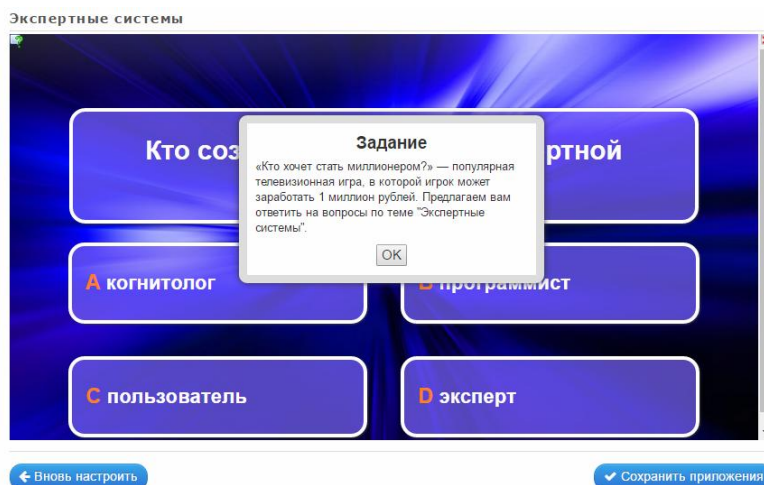 Экспертные системы
Кто соз
ртной
Задание
«Кто хочет стать миллионером?» — популярная
телевизионная игра, в которой игрок может
заработать 1 миллион рублей. Предлагаем вам
ответить на вопросы по теме "Экспертные
системы".
OK
A когнитолог
B программист
C пользователь
D эксперт
Вновь настроить
Сохранить приложения